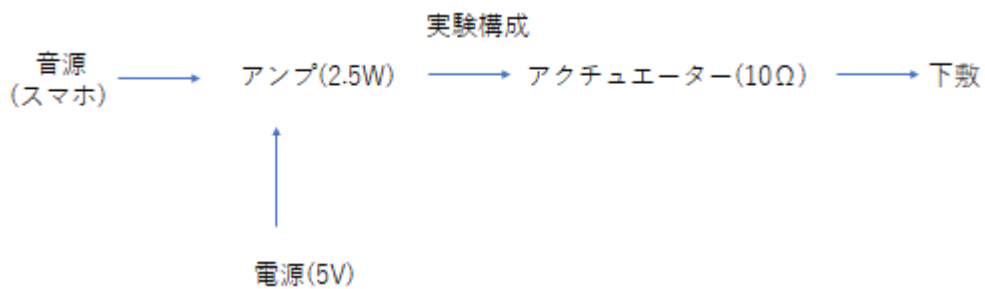 実験構成
音源
(スマホ)
アンプ(2.5W)
アクチュエーター(10Ω)
下敷
電源(5V)